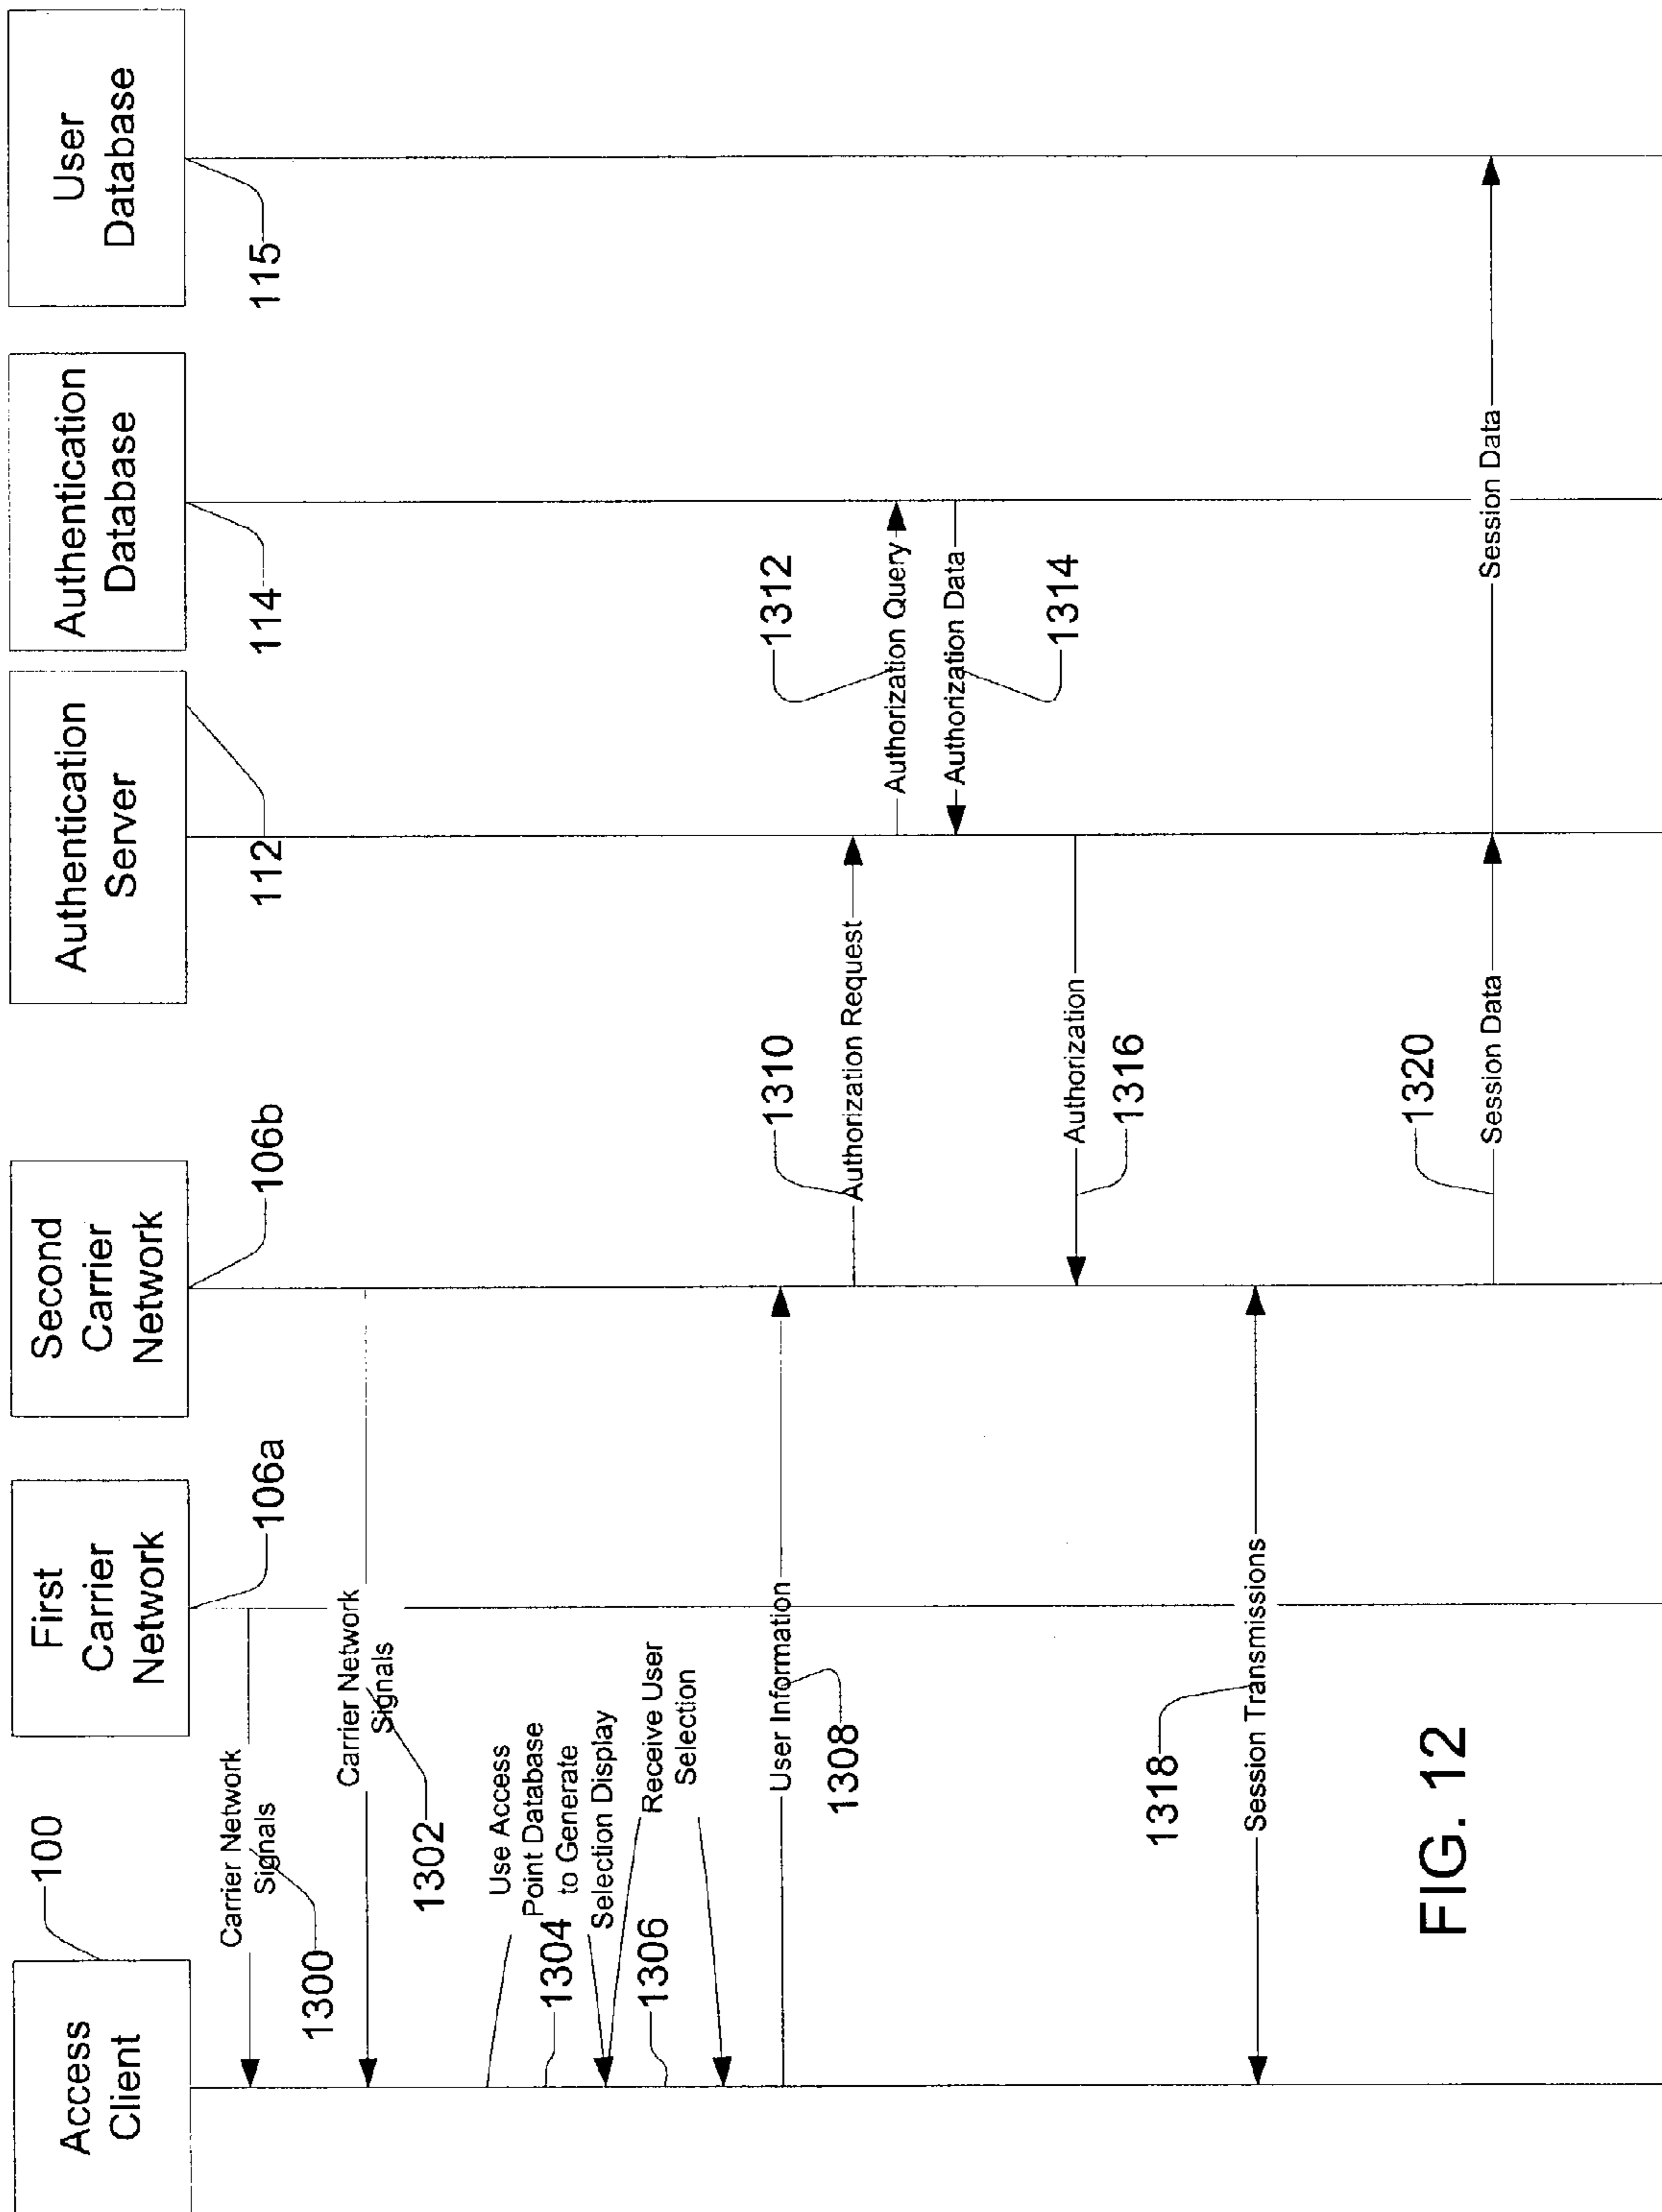 Access
Client
100
First
Carrier
Network
106a
Second
Carrier
Network
106b
Authentication
Server
112
Authentication
Database
114
User
Database
115
Carrier Network
Signals
1300
Carrier Network
Signals
1302
Use Access
Point Database
to Generate
Selection Display
1304
Receive User
Selection
1306
User Information
1308
Authorization Request
1310
Authorization Query
1312
Authorization Data
1314
Authorization
1316
Session Transmissions
1318
Session Data
1320
Session Data
FIG. 12